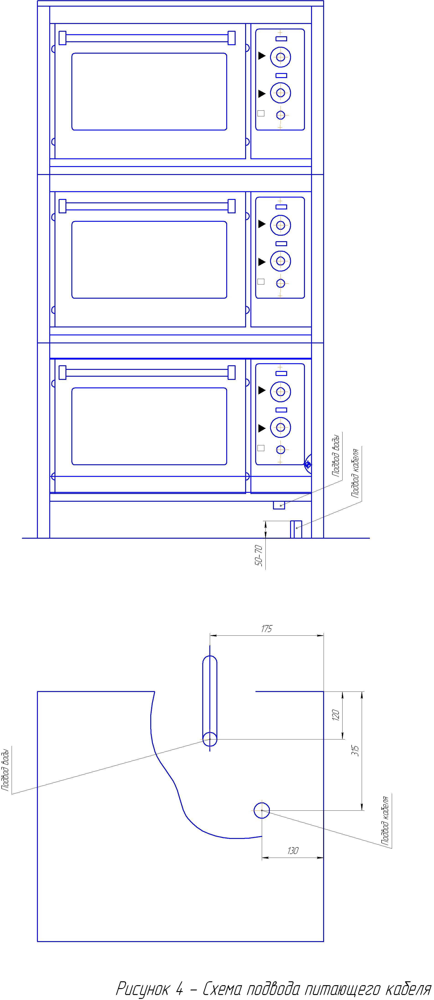 Подвод воды
Подвод кабеля
50-70
175
120
315
Подвод воды
Подвод кабеля
130
Рисунок 4 - Схема подвода питающего кабеля